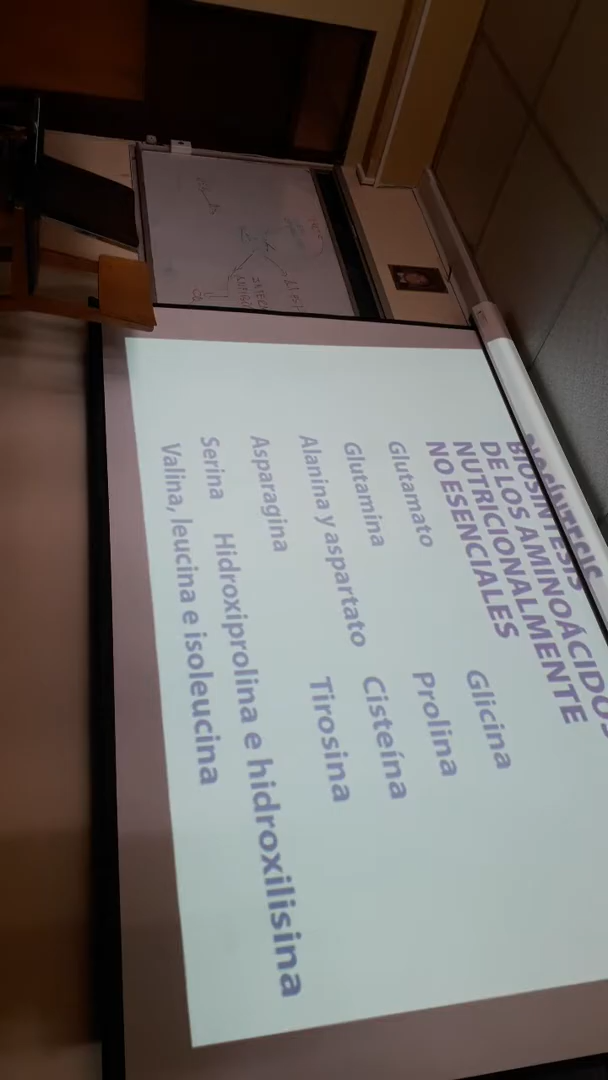 BIOSÍNTESIS
DE LOS AMINOÁCIDOS
NUTRICIONALMENTE
NO ESENCIALES
Glutamato
Glutamina
Alanina y aspartato
Asparagina
Serina
Glicina
Prolina
Cisteína
Tirosina
Hidroxiprolina e hidroxilisina
Valina, leucina e isoleucina